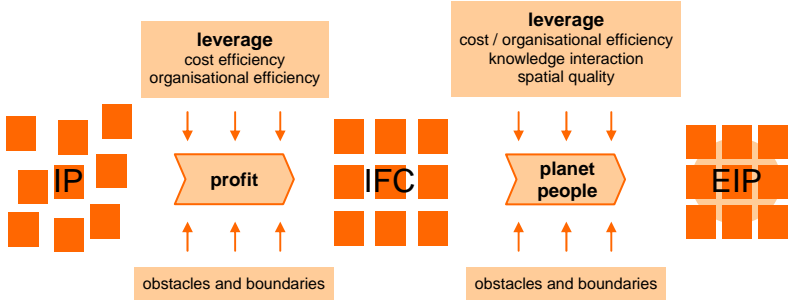 leverage
cost efficiency
organisational efficiency
leverage
cost / organisational efficiency
knowledge interaction
spatial quality
IP
profit
IFC
planet
people
EIP
obstacles and boundaries
obstacles and boundaries